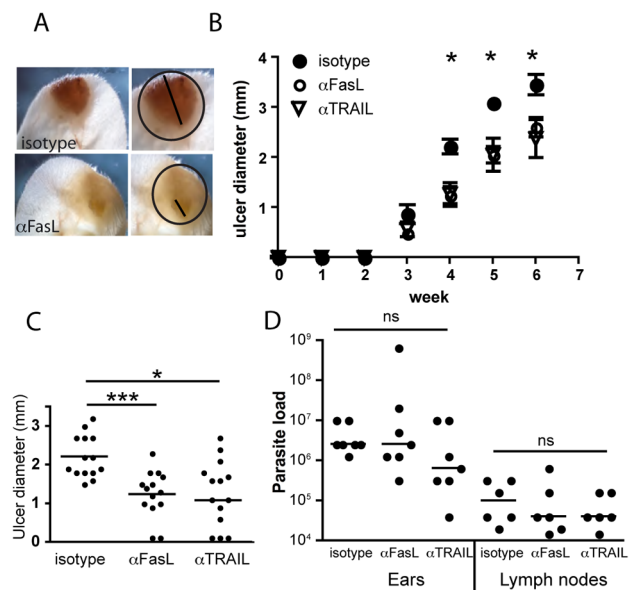 A
isotype
αFasL
B
ulcer diameter (mm)
4
3
2
1
isotype
αFasL
αTRAIL
* * *
0 1 2 3 4 5 6 7
week
C
Ulcer diameter (mm)
3
2
1
0
*
***
isotype αFasL αTRAIL
D
Parasite load
10⁹
10⁸
10⁷
10⁶
10⁵
10⁴
ns
ns
isotype αFasL αTRAIL isotype αFasL αTRAIL
Ears Lymph nodes